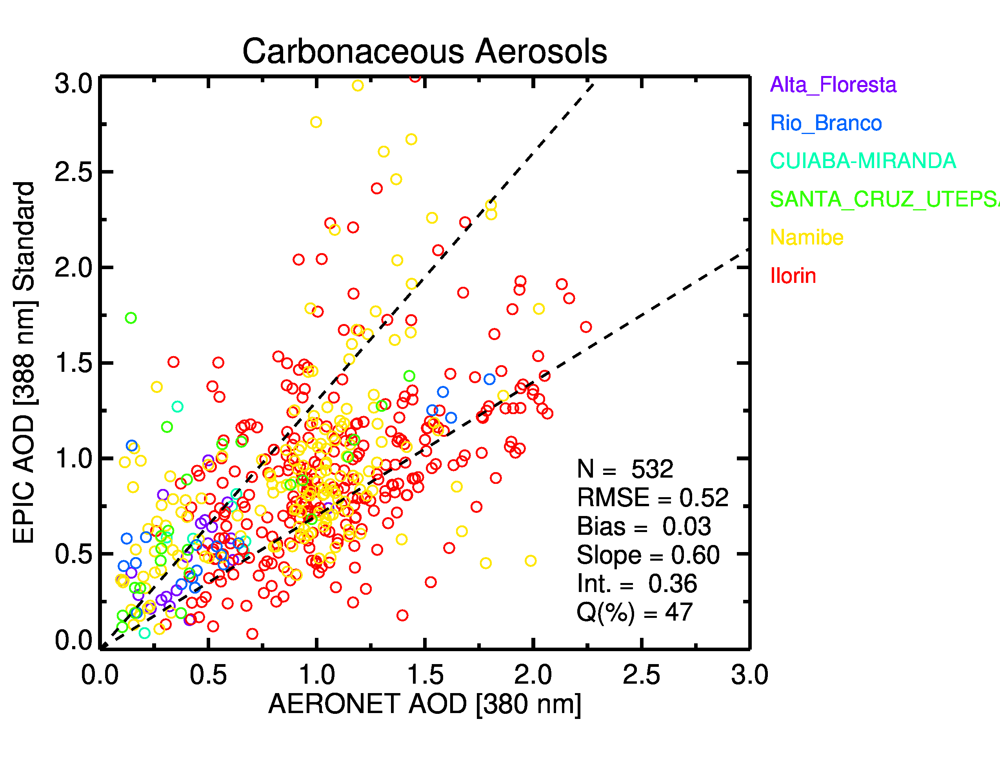 Carbonaceous Aerosols
EPIC AOD [388 nm] Standard
3.0
2.5
2.0
1.5
1.0
0.5
0.0
0.0 0.5 1.0 1.5 2.0 2.5 3.0
AERONET AOD [380 nm]
N = 532
RMSE = 0.52
Bias = 0.03
Slope = 0.60
Int. = 0.36
Q(%) = 47
Alta_Floresta
Rio_Branco
CUIABA-MIRANDA
SANTA_CRUZ_UTEPSA
Namibe
Ilorin